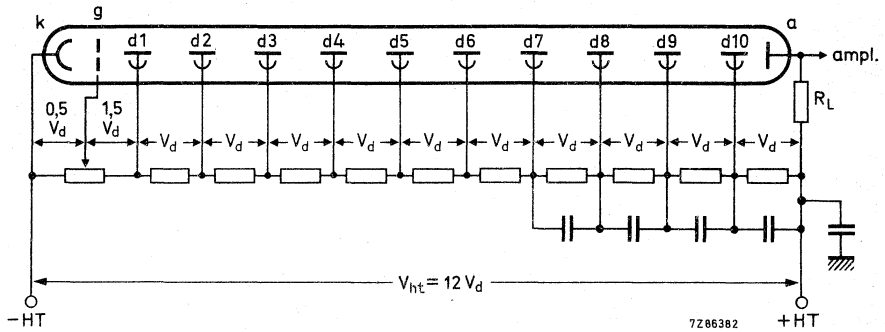 k g
d1 d2 d3 d4 d5 d6 d7 d8 d9 d10 a
ampl.
R_L
0,5 V_d 1,5 V_d V_d V_d V_d V_d V_d V_d V_d V_d V_d V_d
V_ht = 12 V_d
-HT +HT
7Z86382